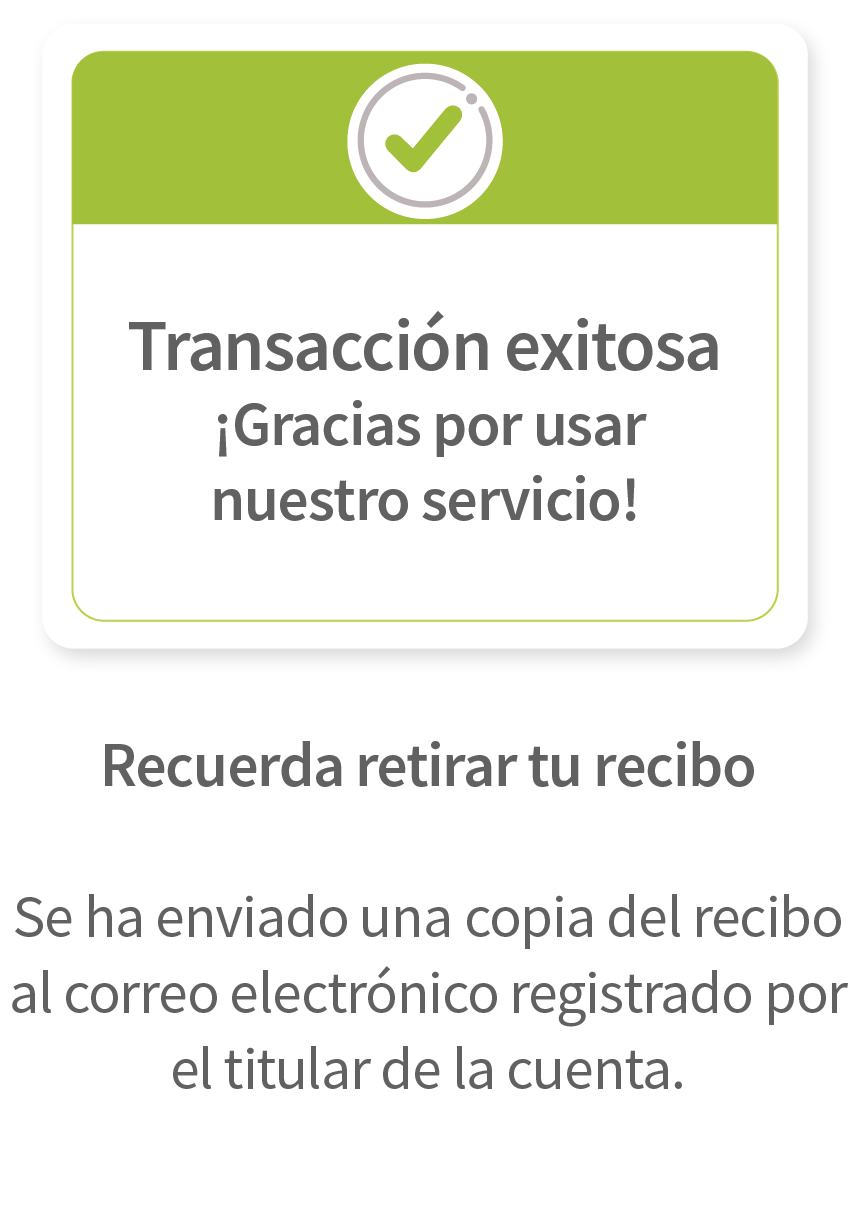 Transacción exitosa
¡Gracias por usar
nuestro servicio!
Recuerda retirar tu recibo
Se ha enviado una copia del recibo
al correo electrónico registrado por
el titular de la cuenta.